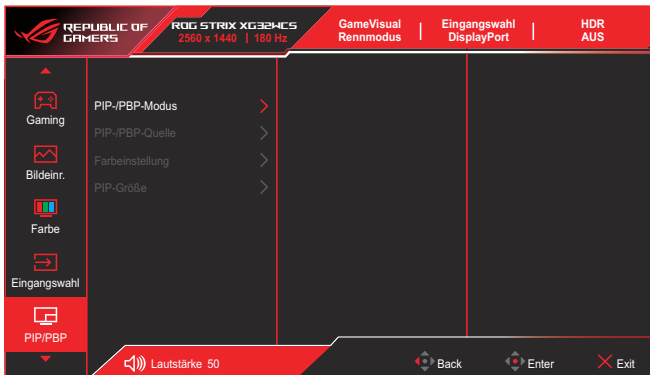 REPUBLIC OF
GAMERS
ROG STRIX XG32WCS
2560 x 1440 | 180 Hz
GameVisual
Rennmodus
Eingangswahl
DisplayPort
HDR
AUS
Gaming
Bildeinr.
Farbe
Eingangswahl
PIP/PBP
PIP-/PBP-Modus
PIP-/PBP-Quelle
Farbeinstellung
PIP-Größe
Lautstärke 50
Back
Enter
Exit